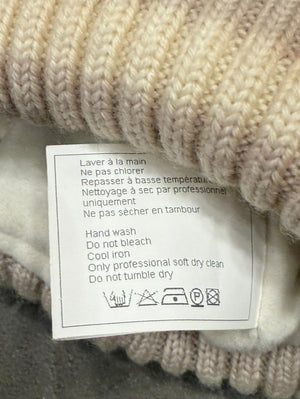 Laver à la main
Ne pas chlorer
Repasser à basse température
Nettoyage à sec par professionnel
uniquement
Ne pas sécher en tambour
Hand wash
Do not bleach
Cool iron
Only professional soft dry clean
Do not tumble dry
P